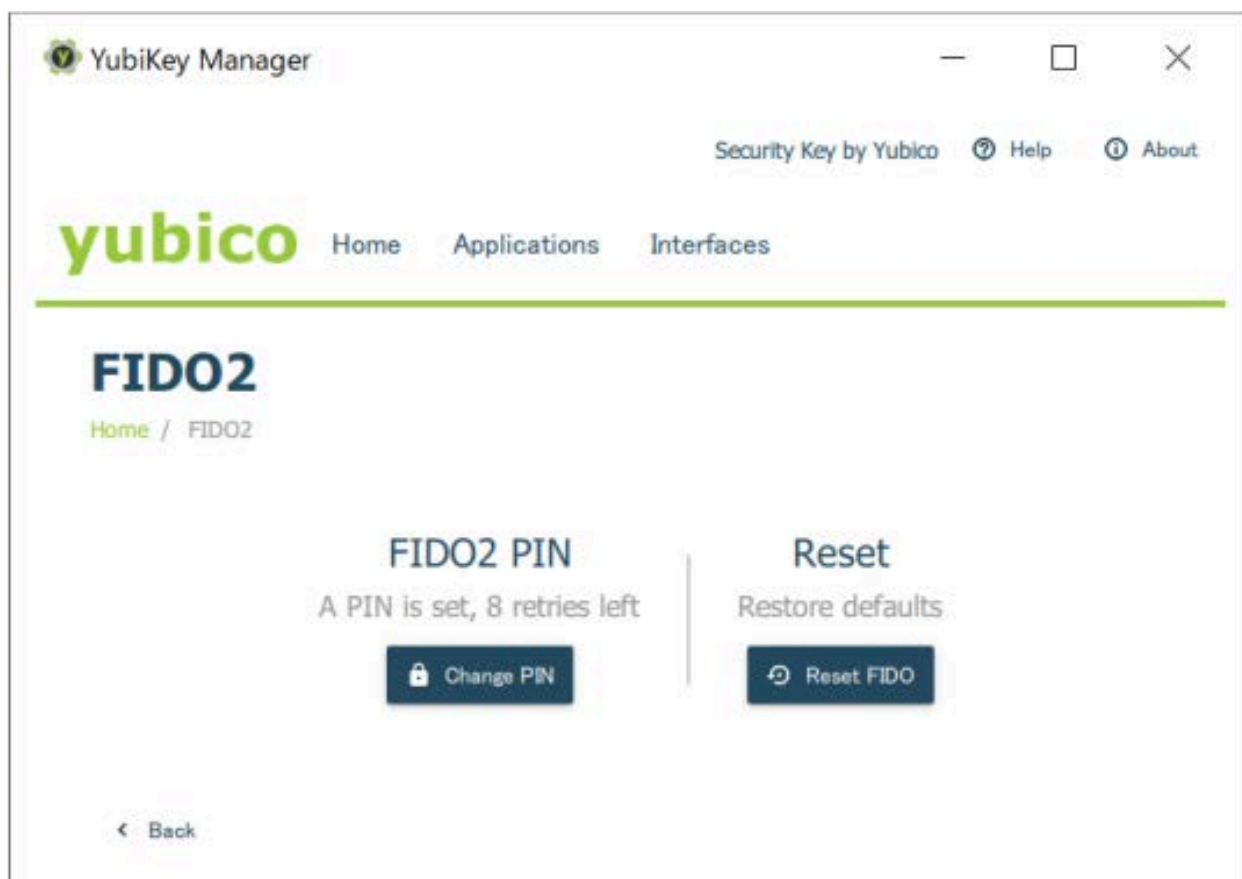 YubiKey Manager
Security Key by Yubico Help About
yubico Home Applications Interfaces
FIDO2
Home / FIDO2
FIDO2 PIN Reset
A PIN is set, 8 retries left Restore defaults
Change PIN Reset FIDO
< Back